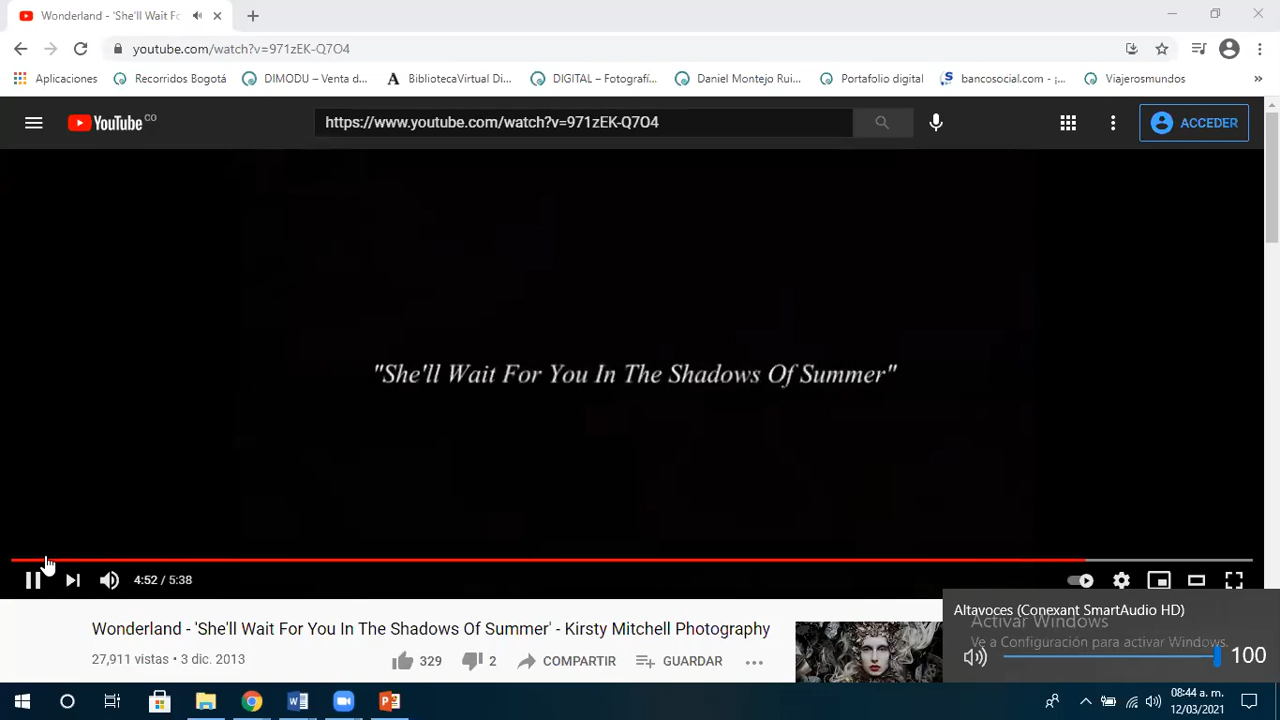 Wonderland - 'She'll Wait Fo
youtube.com/watch?v=971zEK-Q7O4
Aplicaciones Recorridos Bogotá DIMODU – Venta d... BibliotecaVirtual Di... DIGITAL – Fotografí... Daniel Montejo Rui... Portafolio digital bancosocial.com - ¡... Viajerosmundos »
YouTube CO https://www.youtube.com/watch?v=971zEK-Q7O4 ACCEDER
"She'll Wait For You In The Shadows Of Summer"
4:52 / 5:38
Altavoces (Conexant SmartAudio HD)
Activar Windows
Ve a Configuración para activar Windows.
100
Wonderland - 'She'll Wait For You In The Shadows Of Summer' - Kirsty Mitchell Photography
27,911 vistas • 3 dic. 2013 329 2 COMPARTIR GUARDAR ...
08:44 a. m.
12/03/2021